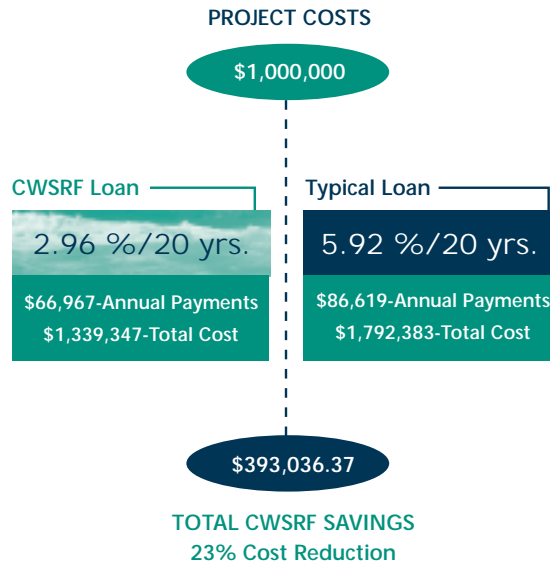 PROJECT COSTS
$1,000,000
CWSRF Loan
2.96 %/20 yrs.
$66,967-Annual Payments
$1,339,347-Total Cost
Typical Loan
5.92 %/20 yrs.
$86,619-Annual Payments
$1,792,383-Total Cost
$393,036.37
TOTAL CWSRF SAVINGS
23% Cost Reduction